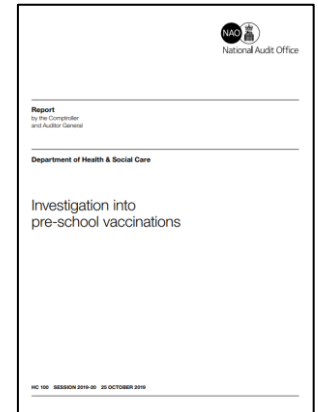 NAO
National Audit Office
Report
by the Comptroller
and Auditor General
Department of Health & Social Care
Investigation into
pre-school vaccinations
HC 100 SESSION 2019-20 25 OCTOBER 2019